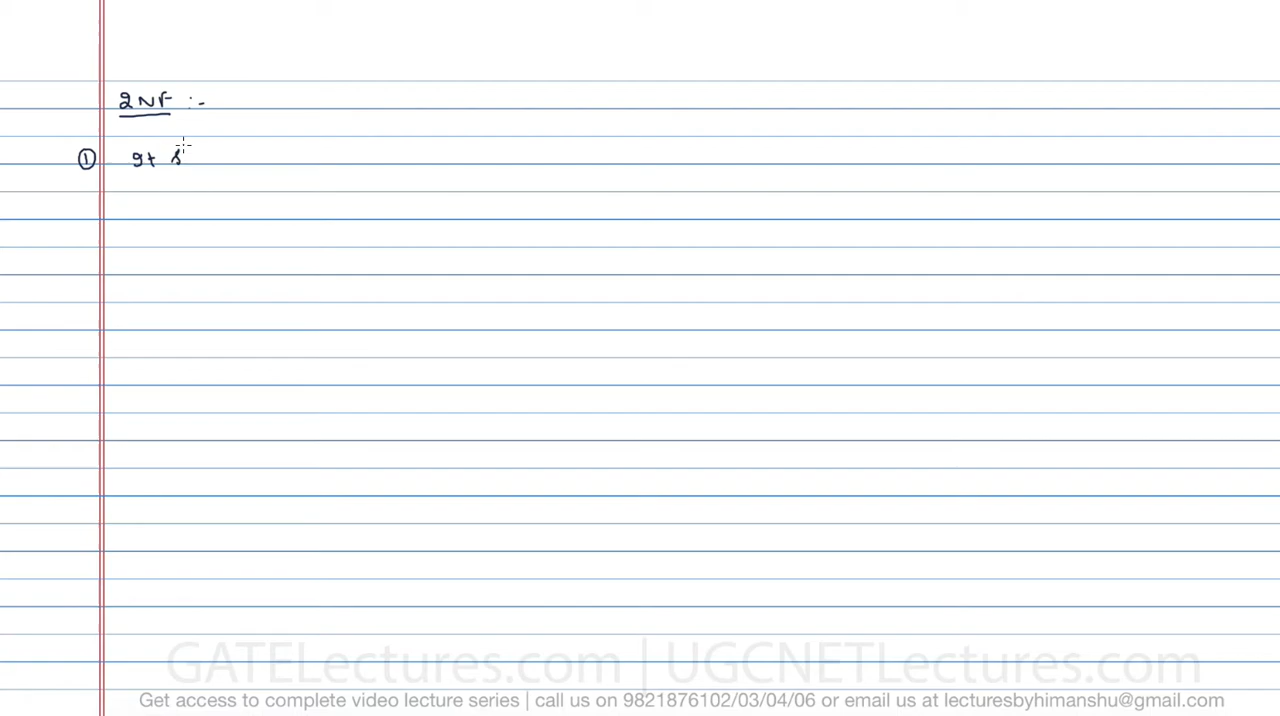 2NF :-
① It s
GATELectures.com | UGCNETLectures.com
Get access to complete video lecture series | call us on 9821876102/03/04/06 or email us at lecturesbyhimanshu@gmail.com